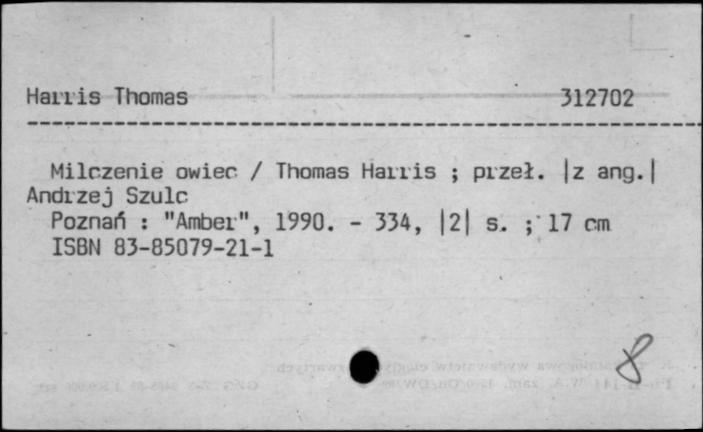 Harris Thomas 312702
Milczenie owiec / Thomas Harris ; przeł. |z ang.|
Andrzej Szulc
Poznań : "Amber", 1990. - 334, |2| s. ; 17 cm
ISBN 83-85079-21-1
8